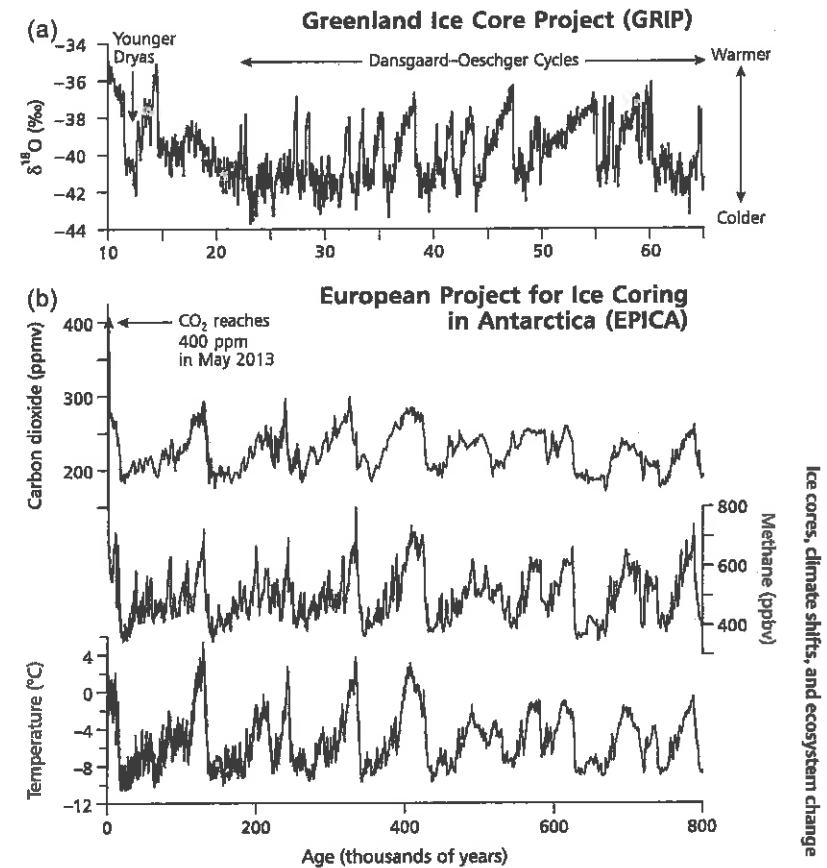 (a)
Greenland Ice Core Project (GRIP)
Younger
Dryas
Dansgaard–Oeschger Cycles
Warmer
Colder
δ¹⁸O (‰)
−34
−36
−38
−40
−42
−44
10
20
30
40
50
60
(b)
European Project for Ice Coring
in Antarctica (EPICA)
CO₂ reaches
400 ppm
in May 2013
Carbon dioxide (ppmv)
400
300
200
800
600
400
Methane (ppbv)
Temperature (°C)
4
0
−4
−8
−12
0
200
400
600
800
Age (thousands of years)
Ice cores, climate shifts, and ecosystem change